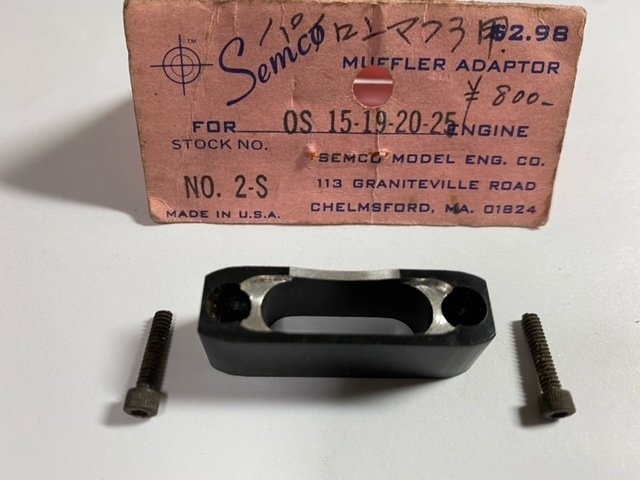 パイロンマフラ用 $2.98
TM
Semco
MUFFLER ADAPTOR
¥800-
FOR OS 15-19-20-25 ENGINE
STOCK NO.
SEMCO MODEL ENG. CO.
NO. 2-S
113 GRANITEVILLE ROAD
MADE IN U.S.A.
CHELMSFORD, MA. 01824